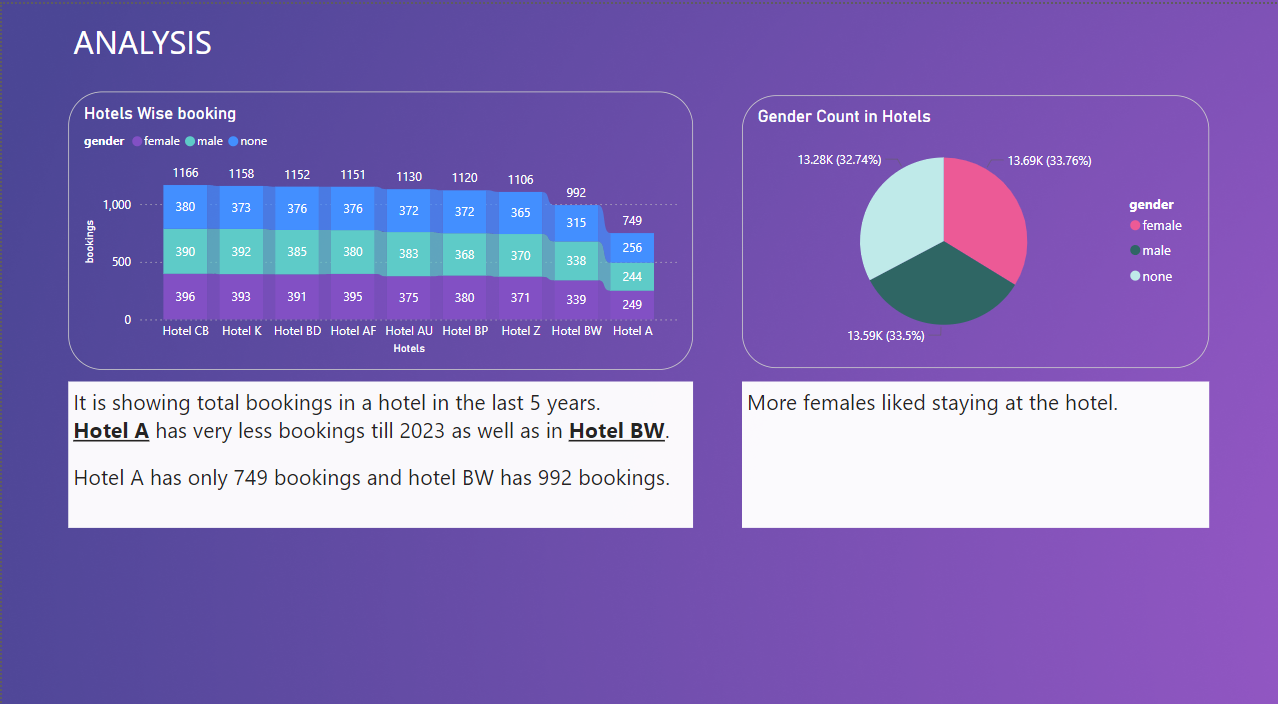 ANALYSIS
Hotels Wise booking
gender female male none
1166 1158 1152 1151 1130 1120 1106 992 749
1,000
500
0
bookings
380 373 376 376 372 372 365 315 256
390 392 385 380 383 368 370 338 244
396 393 391 395 375 380 371 339 249
Hotel CB Hotel K Hotel BD Hotel AF Hotel AU Hotel BP Hotel Z Hotel BW Hotel A
Hotels
It is showing total bookings in a hotel in the last 5 years.
Hotel A has very less bookings till 2023 as well as in Hotel BW.
Hotel A has only 749 bookings and hotel BW has 992 bookings.
Gender Count in Hotels
13.28K (32.74%)
13.69K (33.76%)
13.59K (33.5%)
gender
female
male
none
More females liked staying at the hotel.